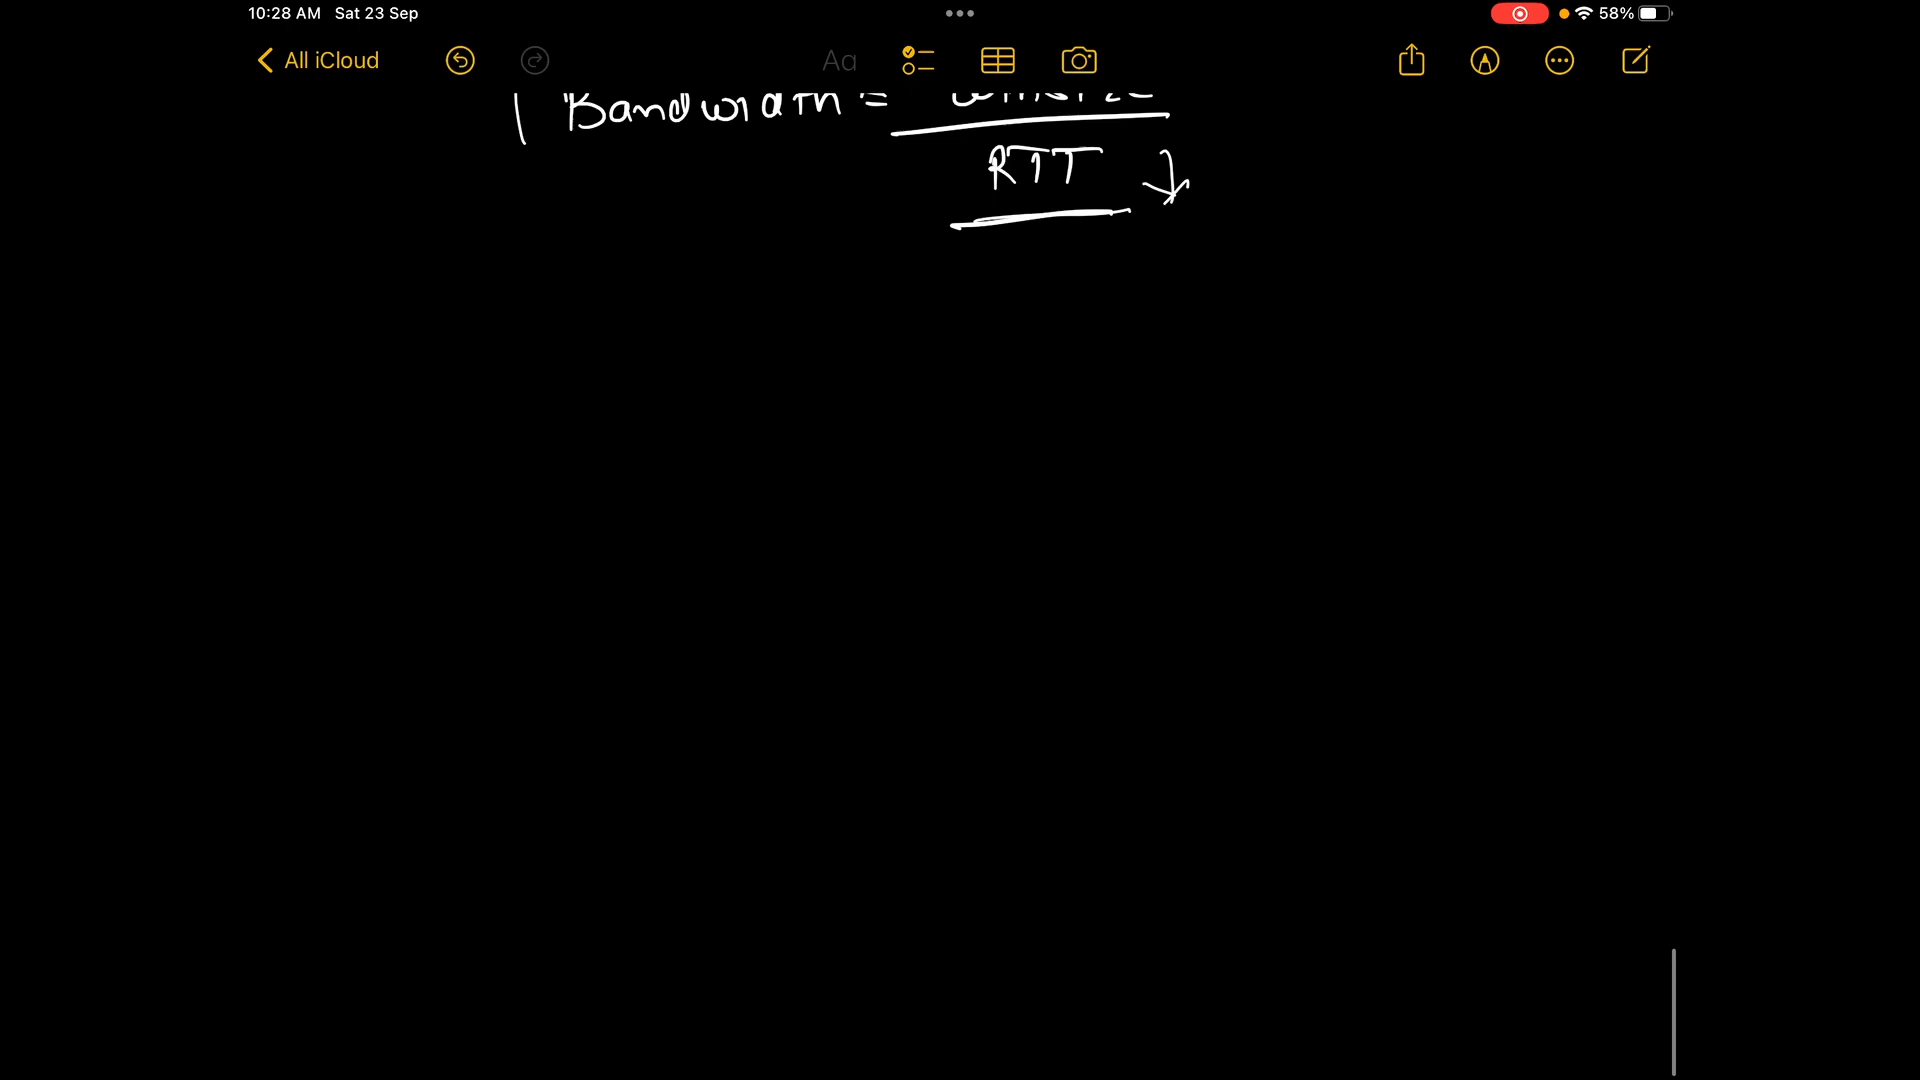 10:28 AM Sat 23 Sep
58%
All iCloud
Aa
Bandwidth =
RTT ↓